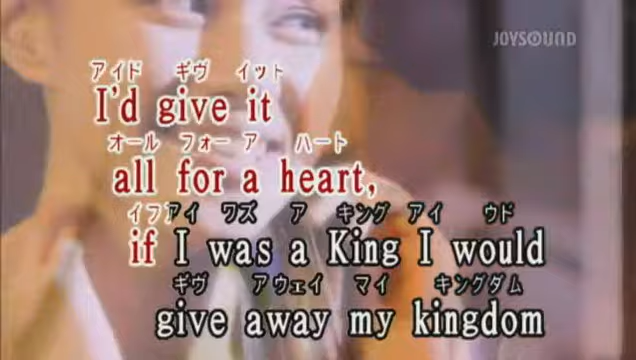 JOYSOUND
アイド ギヴ イット
I'd give it
オール フォー ア ハート
all for a heart,
イフアイ ワズ ア キング アイ ウド
if I was a King I would
ギヴ アウェイ マイ キングダム
give away my kingdom